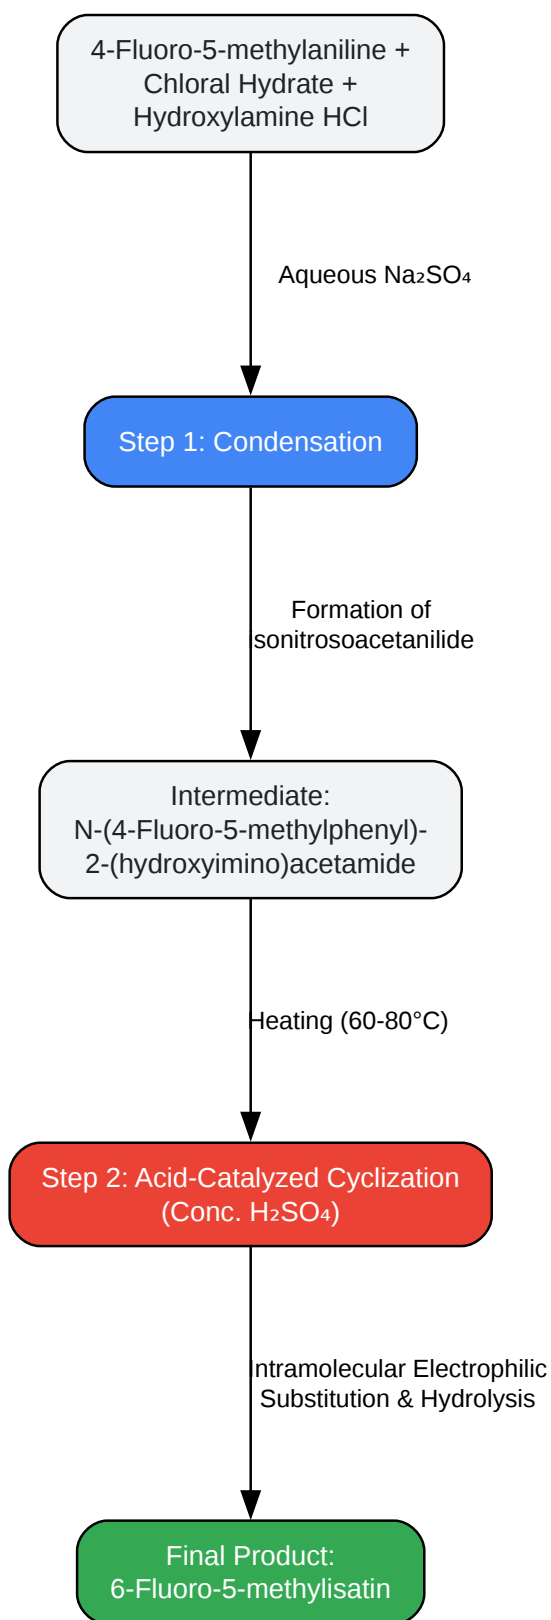 4-Fluoro-5-methylaniline +
Chloral Hydrate +
Hydroxylamine HCl
Aqueous Na₂SO₄
Step 1: Condensation
Formation of
isonitrosoacetanilide
Intermediate:
N-(4-Fluoro-5-methylphenyl)-
2-(hydroxyimino)acetamide
Heating (60-80°C)
Step 2: Acid-Catalyzed Cyclization
(Conc. H₂SO₄)
Intramolecular Electrophilic
Substitution & Hydrolysis
Final Product:
6-Fluoro-5-methylisatin